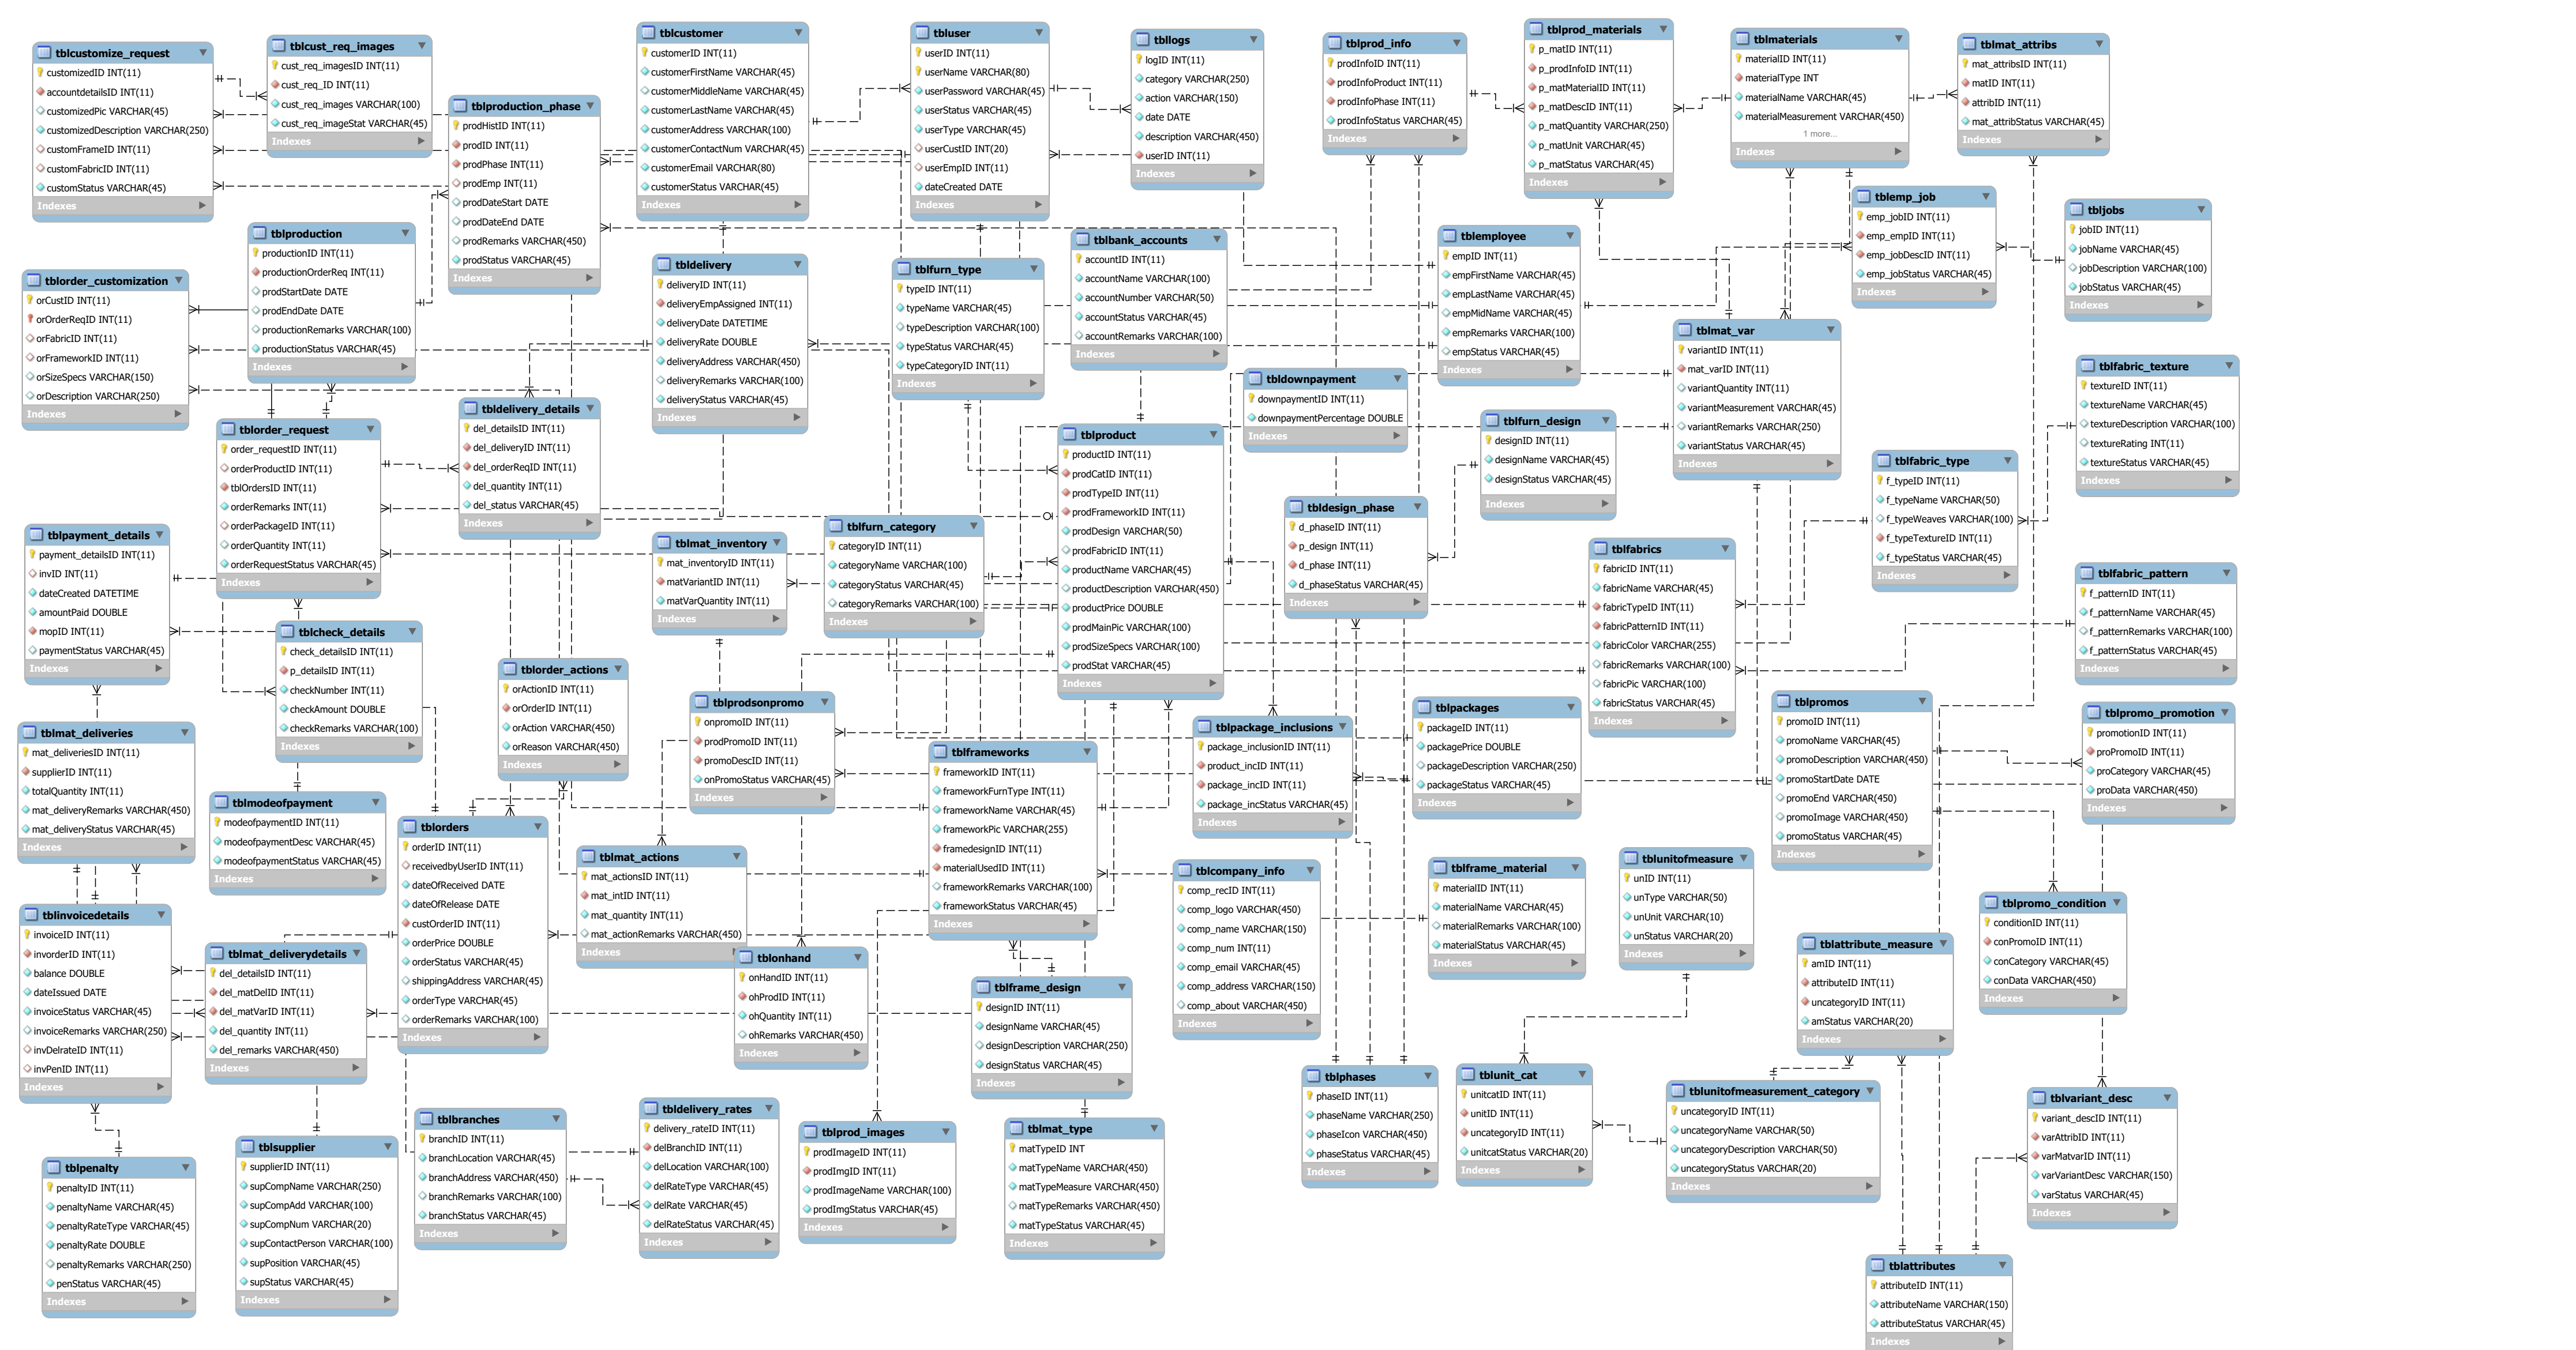 tblcustomize_request
customizedID INT(11)
accountdetailsID INT(11)
customizedPic VARCHAR(45)
customizedDescription VARCHAR(250)
customFrameID INT(11)
customFabricID INT(11)
customStatus VARCHAR(45)
Indexes
tblcust_req_images
cust_req_imagesID INT(11)
cust_req_ID INT(11)
cust_req_images VARCHAR(100)
cust_req_imageStat VARCHAR(45)
Indexes
tblproduction_phase
prodHistID INT(11)
prodID INT(11)
prodPhase INT(11)
prodEmp INT(11)
prodDateStart DATE
prodDateEnd DATE
prodRemarks VARCHAR(450)
prodStatus VARCHAR(45)
Indexes
tblcustomer
customerID INT(11)
customerFirstName VARCHAR(45)
customerMiddleName VARCHAR(45)
customerLastName VARCHAR(45)
customerAddress VARCHAR(100)
customerContactNum VARCHAR(45)
customerEmail VARCHAR(80)
customerStatus VARCHAR(45)
Indexes
tbluser
userID INT(11)
userName VARCHAR(80)
userPassword VARCHAR(45)
userStatus VARCHAR(45)
userType VARCHAR(45)
userCustID INT(20)
userEmpID INT(11)
dateCreated DATE
Indexes
tbllogs
logID INT(11)
category VARCHAR(250)
action VARCHAR(150)
date DATE
description VARCHAR(450)
userID INT(11)
Indexes
tblprod_info
prodInfoID INT(11)
prodInfoProduct INT(11)
prodInfoPhase INT(11)
prodInfoStatus VARCHAR(45)
Indexes
tblprod_materials
p_matID INT(11)
p_prodInfoID INT(11)
p_matMaterialID INT(11)
p_matDescID INT(11)
p_matQuantity VARCHAR(250)
p_matUnit VARCHAR(45)
p_matStatus VARCHAR(45)
Indexes
tblmaterials
materialID INT(11)
materialType INT
materialName VARCHAR(45)
materialMeasurement VARCHAR(450)
1 more...
Indexes
tblmat_attribs
mat_attribsID INT(11)
matID INT(11)
attribID INT(11)
mat_attribStatus VARCHAR(45)
Indexes
tblemp_job
emp_jobID INT(11)
emp_empID INT(11)
emp_jobDescID INT(11)
emp_jobStatus VARCHAR(45)
Indexes
tbljobs
jobID INT(11)
jobName VARCHAR(45)
jobDescription VARCHAR(100)
jobStatus VARCHAR(45)
Indexes
tblproduction
productionID INT(11)
productionOrderReq INT(11)
prodStartDate DATE
prodEndDate DATE
productionRemarks VARCHAR(100)
productionStatus VARCHAR(45)
Indexes
tblorder_customization
orCustID INT(11)
orOrderReqID INT(11)
orFabricID INT(11)
orFrameworkID INT(11)
orSizeSpecs VARCHAR(150)
orDescription VARCHAR(250)
Indexes
tbldelivery
deliveryID INT(11)
deliveryEmpAssigned INT(11)
deliveryDate DATETIME
deliveryRate DOUBLE
deliveryAddress VARCHAR(450)
deliveryRemarks VARCHAR(100)
deliveryStatus VARCHAR(45)
Indexes
tblfurn_type
typeID INT(11)
typeName VARCHAR(45)
typeDescription VARCHAR(100)
typeStatus VARCHAR(45)
typeCategoryID INT(11)
Indexes
tblbank_accounts
accountID INT(11)
accountName VARCHAR(100)
accountNumber VARCHAR(50)
accountStatus VARCHAR(45)
accountRemarks VARCHAR(100)
Indexes
tblemployee
empID INT(11)
empFirstName VARCHAR(45)
empLastName VARCHAR(45)
empMidName VARCHAR(45)
empRemarks VARCHAR(100)
empStatus VARCHAR(45)
Indexes
tblmat_var
variantID INT(11)
mat_varID INT(11)
variantQuantity INT(11)
variantMeasurement VARCHAR(45)
variantRemarks VARCHAR(250)
variantStatus VARCHAR(45)
Indexes
tblfabric_texture
textureID INT(11)
textureName VARCHAR(45)
textureDescription VARCHAR(100)
textureRating INT(11)
textureStatus VARCHAR(45)
Indexes
tbldownpayment
downpaymentID INT(11)
downpaymentPercentage DOUBLE
Indexes
tblfurn_design
designID INT(11)
designName VARCHAR(45)
designStatus VARCHAR(45)
Indexes
tblorder_request
order_requestID INT(11)
orderProductID INT(11)
tblOrdersID INT(11)
orderRemarks INT(11)
orderPackageID INT(11)
orderQuantity INT(11)
orderRequestStatus VARCHAR(45)
Indexes
tbldelivery_details
del_detailsID INT(11)
del_deliveryID INT(11)
del_orderReqID INT(11)
del_quantity INT(11)
del_status VARCHAR(45)
Indexes
tblproduct
productID INT(11)
prodCatID INT(11)
prodTypeID INT(11)
prodFrameworkID INT(11)
prodDesign VARCHAR(50)
prodFabricID INT(11)
productName VARCHAR(45)
productDescription VARCHAR(450)
productPrice DOUBLE
prodMainPic VARCHAR(100)
prodSizeSpecs VARCHAR(100)
prodStat VARCHAR(45)
Indexes
tbldesign_phase
d_phaseID INT(11)
p_design INT(11)
d_phase INT(11)
d_phaseStatus VARCHAR(45)
Indexes
tblfabric_type
f_typeID INT(11)
f_typeName VARCHAR(50)
f_typeWeaves VARCHAR(100)
f_typeTextureID INT(11)
f_typeStatus VARCHAR(45)
Indexes
tblpayment_details
payment_detailsID INT(11)
invID INT(11)
dateCreated DATETIME
amountPaid DOUBLE
mopID INT(11)
paymentStatus VARCHAR(45)
Indexes
tblmat_inventory
mat_inventoryID INT(11)
matVariantID INT(11)
matVarQuantity INT(11)
Indexes
tblfurn_category
categoryID INT(11)
categoryName VARCHAR(100)
categoryStatus VARCHAR(45)
categoryRemarks VARCHAR(100)
Indexes
tblfabrics
fabricID INT(11)
fabricName VARCHAR(45)
fabricTypeID INT(11)
fabricPatternID INT(11)
fabricColor VARCHAR(255)
fabricRemarks VARCHAR(100)
fabricPic VARCHAR(100)
fabricStatus VARCHAR(45)
Indexes
tblfabric_pattern
f_patternID INT(11)
f_patternName VARCHAR(45)
f_patternRemarks VARCHAR(100)
f_patternStatus VARCHAR(45)
Indexes
tblcheck_details
check_detailsID INT(11)
p_detailsID INT(11)
checkNumber INT(11)
checkAmount DOUBLE
checkRemarks VARCHAR(100)
Indexes
tblorder_actions
orActionID INT(11)
orOrderID INT(11)
orAction VARCHAR(450)
orReason VARCHAR(450)
Indexes
tblprodsonpromo
onpromoID INT(11)
prodPromoID INT(11)
promoDescID INT(11)
onPromoStatus VARCHAR(45)
Indexes
tblpackage_inclusions
package_inclusionID INT(11)
product_incID INT(11)
package_incID INT(11)
package_incStatus VARCHAR(45)
Indexes
tblpackages
packageID INT(11)
packagePrice DOUBLE
packageDescription VARCHAR(250)
packageStatus VARCHAR(45)
Indexes
tblpromos
promoID INT(11)
promoName VARCHAR(45)
promoDescription VARCHAR(450)
promoStartDate DATE
promoEnd VARCHAR(450)
promoImage VARCHAR(450)
promoStatus VARCHAR(45)
Indexes
tblpromo_promotion
promotionID INT(11)
proPromoID INT(11)
proCategory VARCHAR(45)
proData VARCHAR(450)
Indexes
tblmat_deliveries
mat_deliveriesID INT(11)
supplierID INT(11)
totalQuantity INT(11)
mat_deliveryRemarks VARCHAR(450)
mat_deliveryStatus VARCHAR(45)
Indexes
tblmodeofpayment
modeofpaymentID INT(11)
modeofpaymentDesc VARCHAR(45)
modeofpaymentStatus VARCHAR(45)
Indexes
tblorders
orderID INT(11)
receivedbyUserID INT(11)
dateOfReceived DATE
dateOfRelease DATE
custOrderID INT(11)
orderPrice DOUBLE
orderStatus VARCHAR(45)
shippingAddress VARCHAR(45)
orderType VARCHAR(45)
orderRemarks VARCHAR(100)
Indexes
tblframeworks
frameworkID INT(11)
frameworkFurnType INT(11)
frameworkName VARCHAR(45)
frameworkPic VARCHAR(255)
framedesignID INT(11)
materialUsedID INT(11)
frameworkRemarks VARCHAR(100)
frameworkStatus VARCHAR(45)
Indexes
tblmat_actions
mat_actionsID INT(11)
mat_intID INT(11)
mat_quantity INT(11)
mat_actionRemarks VARCHAR(450)
Indexes
tblcompany_info
comp_recID INT(11)
comp_logo VARCHAR(450)
comp_name VARCHAR(150)
comp_num INT(11)
comp_email VARCHAR(45)
comp_address VARCHAR(150)
comp_about VARCHAR(450)
Indexes
tblframe_material
materialID INT(11)
materialName VARCHAR(45)
materialRemarks VARCHAR(100)
materialStatus VARCHAR(45)
Indexes
tblunitofmeasure
unID INT(11)
unType VARCHAR(50)
unUnit VARCHAR(10)
unStatus VARCHAR(20)
Indexes
tblpromo_condition
conditionID INT(11)
conPromoID INT(11)
conCategory VARCHAR(45)
conData VARCHAR(450)
Indexes
tblinvoicedetails
invoiceID INT(11)
invorderID INT(11)
balance DOUBLE
dateIssued DATE
invoiceStatus VARCHAR(45)
invoiceRemarks VARCHAR(250)
invDelrateID INT(11)
invPenID INT(11)
Indexes
tblmat_deliverydetails
del_detailsID INT(11)
del_matDelID INT(11)
del_matVarID INT(11)
del_quantity INT(11)
del_remarks VARCHAR(450)
Indexes
tblonhand
onHandID INT(11)
ohProdID INT(11)
ohQuantity INT(11)
ohRemarks VARCHAR(450)
Indexes
tblframe_design
designID INT(11)
designName VARCHAR(45)
designDescription VARCHAR(250)
designStatus VARCHAR(45)
Indexes
tblattribute_measure
amID INT(11)
attributeID INT(11)
uncategoryID INT(11)
amStatus VARCHAR(20)
Indexes
tblphases
phaseID INT(11)
phaseName VARCHAR(250)
phaseIcon VARCHAR(450)
phaseStatus VARCHAR(45)
Indexes
tblunit_cat
unitcatID INT(11)
unitID INT(11)
uncategoryID INT(11)
unitcatStatus VARCHAR(20)
Indexes
tblunitofmeasurement_category
uncategoryID INT(11)
uncategoryName VARCHAR(50)
uncategoryDescription VARCHAR(50)
uncategoryStatus VARCHAR(20)
Indexes
tblvariant_desc
variant_descID INT(11)
varAttribID INT(11)
varMatvarID INT(11)
varVariantDesc VARCHAR(150)
varStatus VARCHAR(45)
Indexes
tblpenalty
penaltyID INT(11)
penaltyName VARCHAR(45)
penaltyRateType VARCHAR(45)
penaltyRate DOUBLE
penaltyRemarks VARCHAR(250)
penStatus VARCHAR(45)
Indexes
tblsupplier
supplierID INT(11)
supCompName VARCHAR(250)
supCompAdd VARCHAR(100)
supCompNum VARCHAR(20)
supContactPerson VARCHAR(100)
supPosition VARCHAR(45)
supStatus VARCHAR(45)
Indexes
tblbranches
branchID INT(11)
branchLocation VARCHAR(45)
branchAddress VARCHAR(450)
branchRemarks VARCHAR(100)
branchStatus VARCHAR(45)
Indexes
tbldelivery_rates
delivery_rateID INT(11)
delBranchID INT(11)
delLocation VARCHAR(100)
delRateType VARCHAR(45)
delRate VARCHAR(45)
delRateStatus VARCHAR(45)
Indexes
tblprod_images
prodImageID INT(11)
prodImgID INT(11)
prodImageName VARCHAR(100)
prodImgStatus VARCHAR(45)
Indexes
tblmat_type
matTypeID INT
matTypeName VARCHAR(450)
matTypeMeasure VARCHAR(450)
matTypeRemarks VARCHAR(450)
matTypeStatus VARCHAR(45)
Indexes
tblattributes
attributeID INT(11)
attributeName VARCHAR(150)
attributeStatus VARCHAR(45)
Indexes